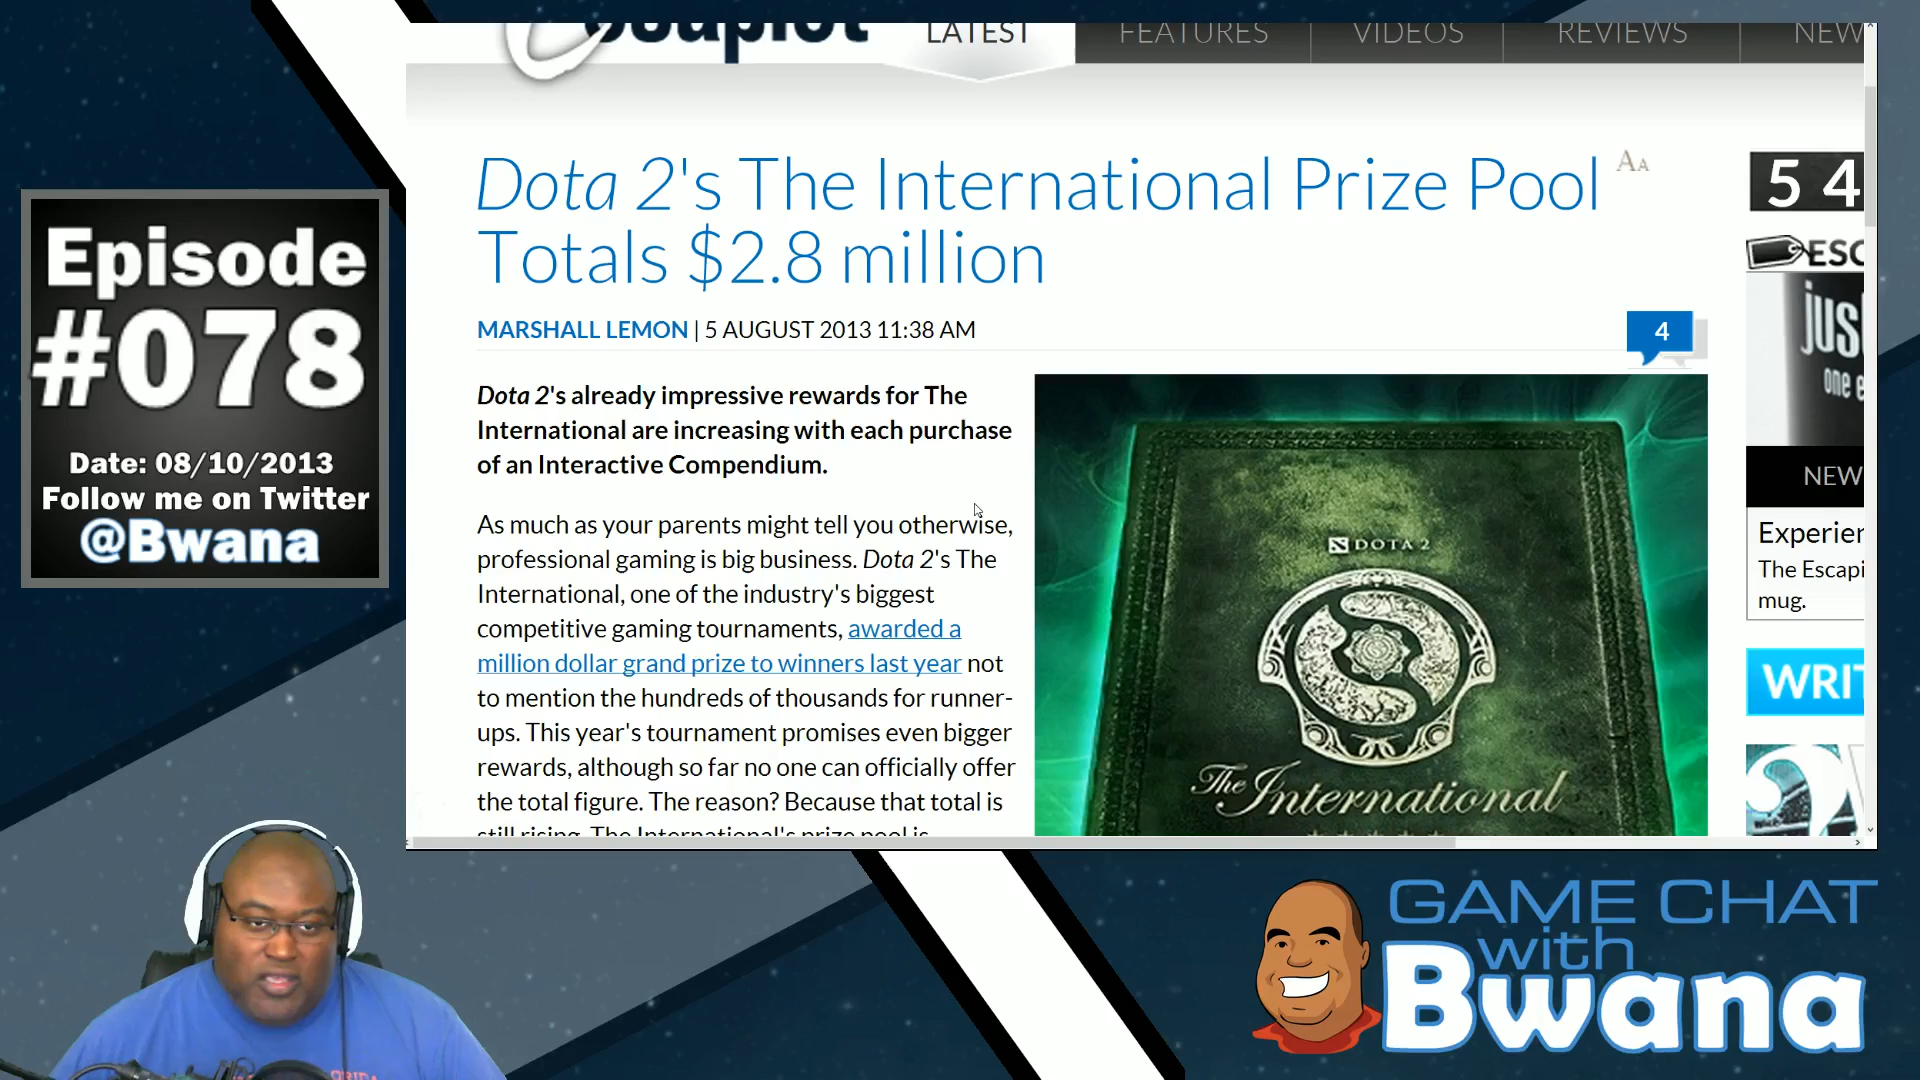 LATEST
FEATURES
VIDEOS
REVIEWS
NEW
Dota 2's The International Prize Pool
Totals $2.8 million
AA
MARSHALL LEMON | 5 AUGUST 2013 11:38 AM
4
Dota 2's already impressive rewards for The
International are increasing with each purchase
of an Interactive Compendium.
As much as your parents might tell you otherwise,
professional gaming is big business. Dota 2's The
International, one of the industry's biggest
competitive gaming tournaments, awarded a
million dollar grand prize to winners last year not
to mention the hundreds of thousands for runner-
ups. This year's tournament promises even bigger
rewards, although so far no one can officially offer
the total figure. The reason? Because that total is
still rising. The International's prize pool is
DOTA 2
The International
5 4
ESC
just
one e
NEW
Experien
The Escapi
mug.
WRIT
Episode
#078
Date: 08/10/2013
Follow me on Twitter
@Bwana
GAME CHAT
with
Bwana